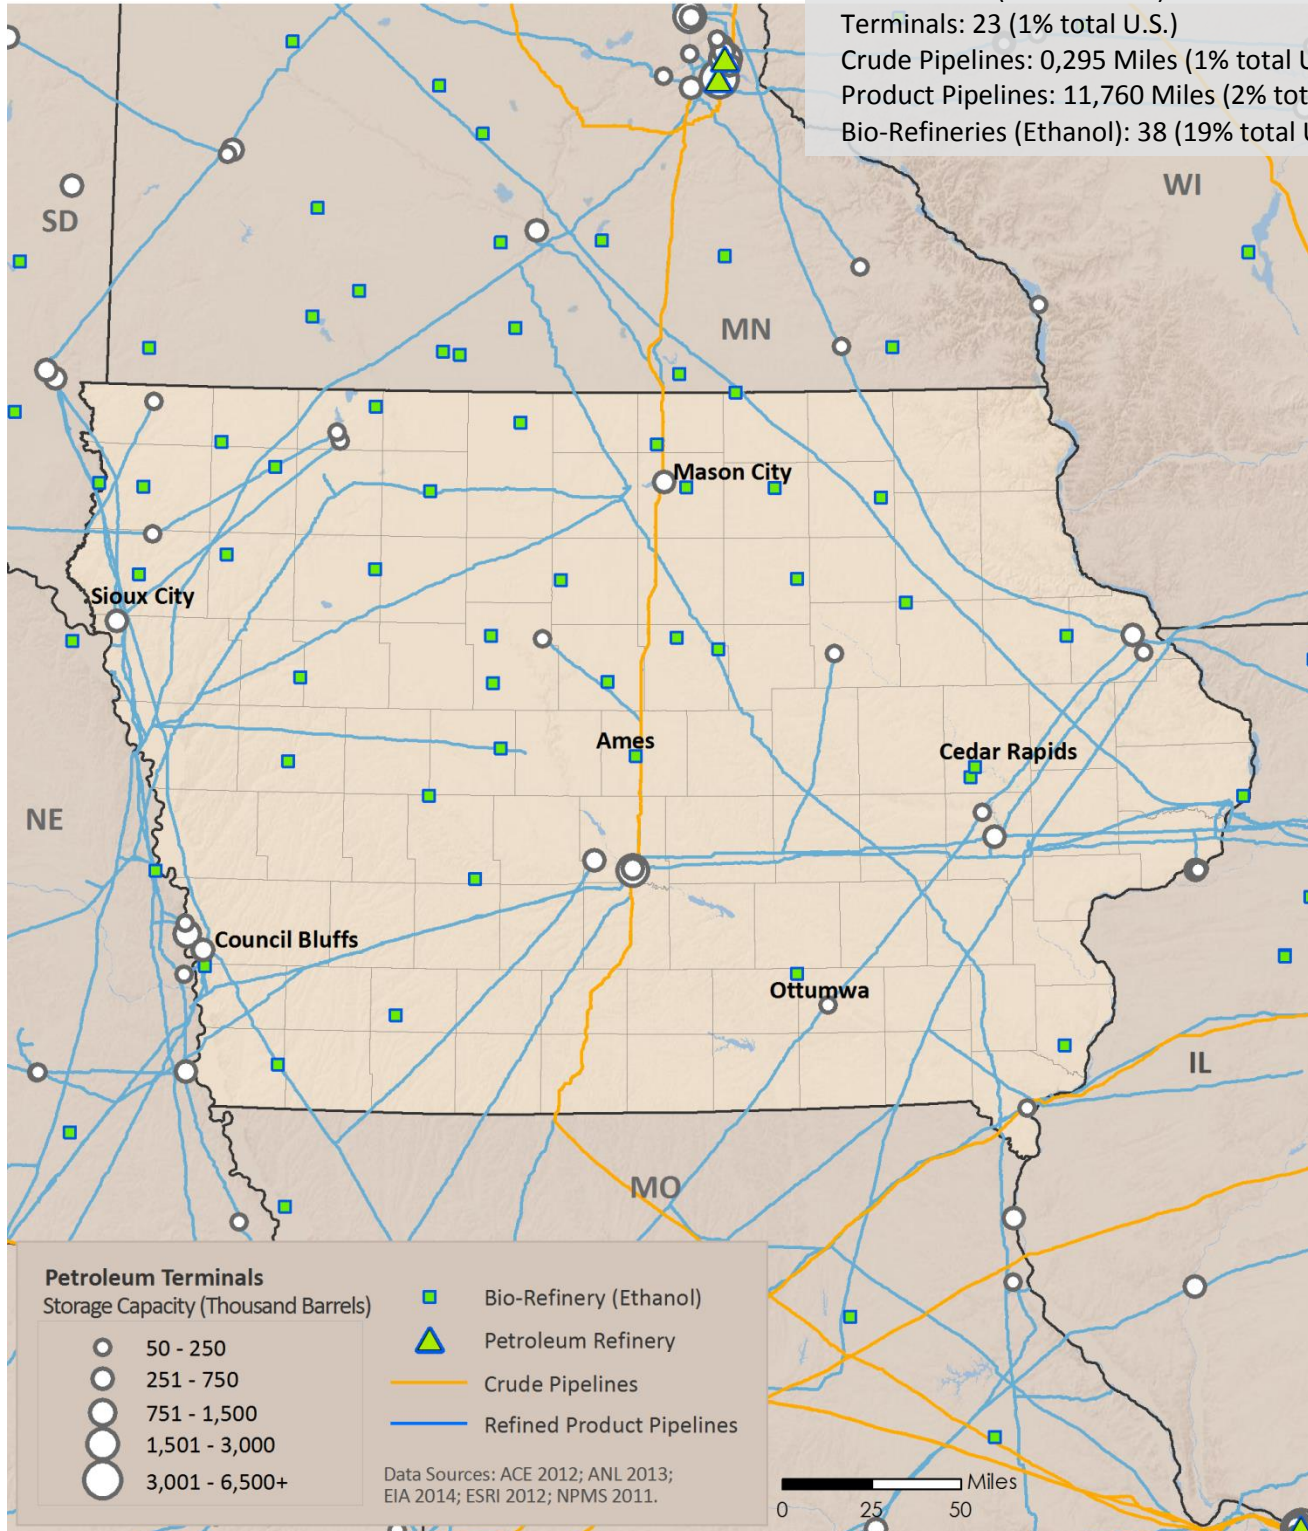 Terminals: 23 (1% total U.S.)
Crude Pipelines: 0,295 Miles (1% total U
Product Pipelines: 11,760 Miles (2% tot
Bio-Refineries (Ethanol): 38 (19% total U
WI
SD
MN
Mason City
Sioux City
Ames
Cedar Rapids
NE
Council Bluffs
Ottumwa
IL
MO
Petroleum Terminals
Storage Capacity (Thousand Barrels)
50 - 250
251 - 750
751 - 1,500
1,501 - 3,000
3,001 - 6,500+
Bio-Refinery (Ethanol)
Petroleum Refinery
Crude Pipelines
Refined Product Pipelines
Data Sources: ACE 2012; ANL 2013;
EIA 2014; ESRI 2012; NPMS 2011.
Miles
0 25 50